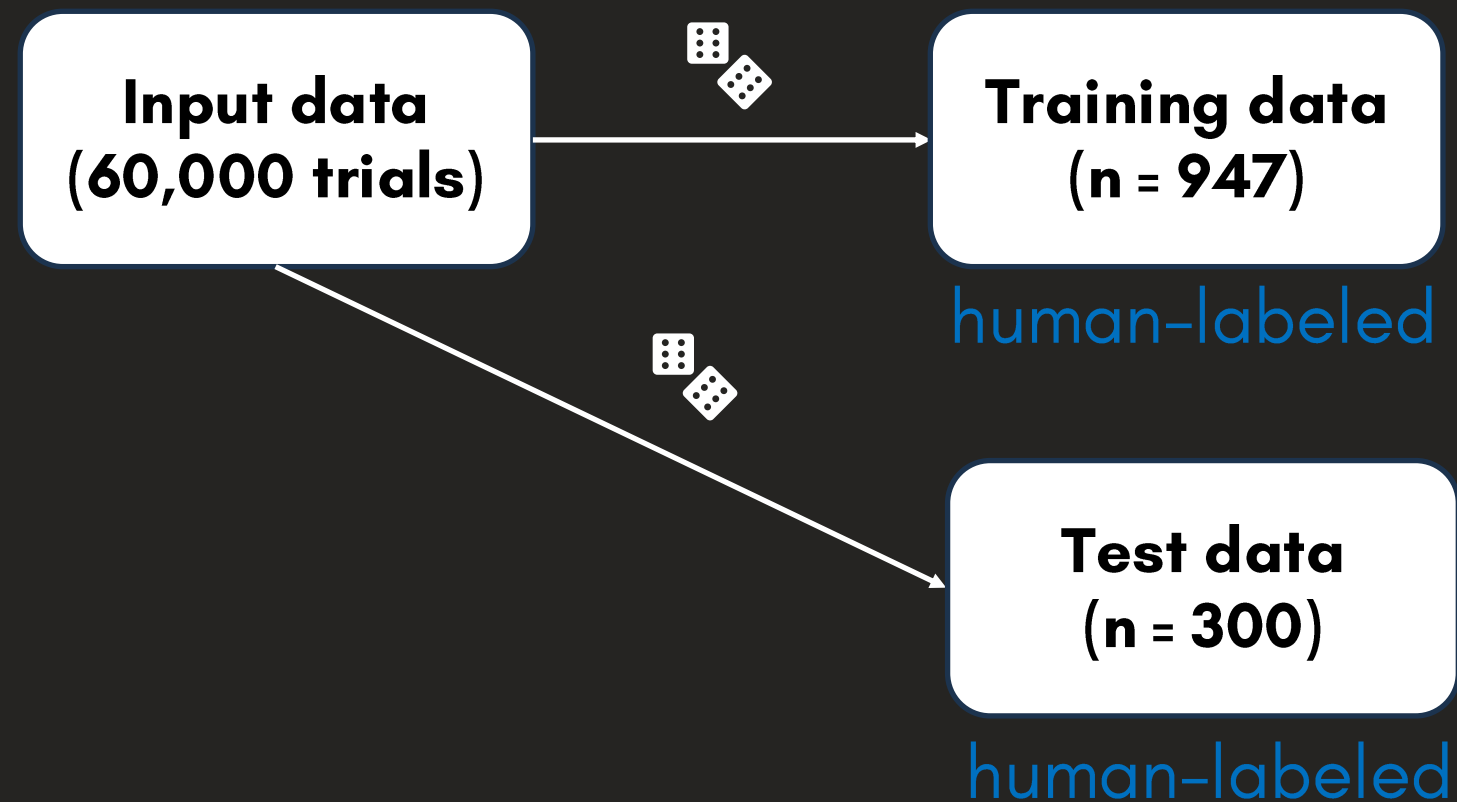 Input data
(60,000 trials)
Training data
(n = 947)
human-labeled
Test data
(n = 300)
human-labeled